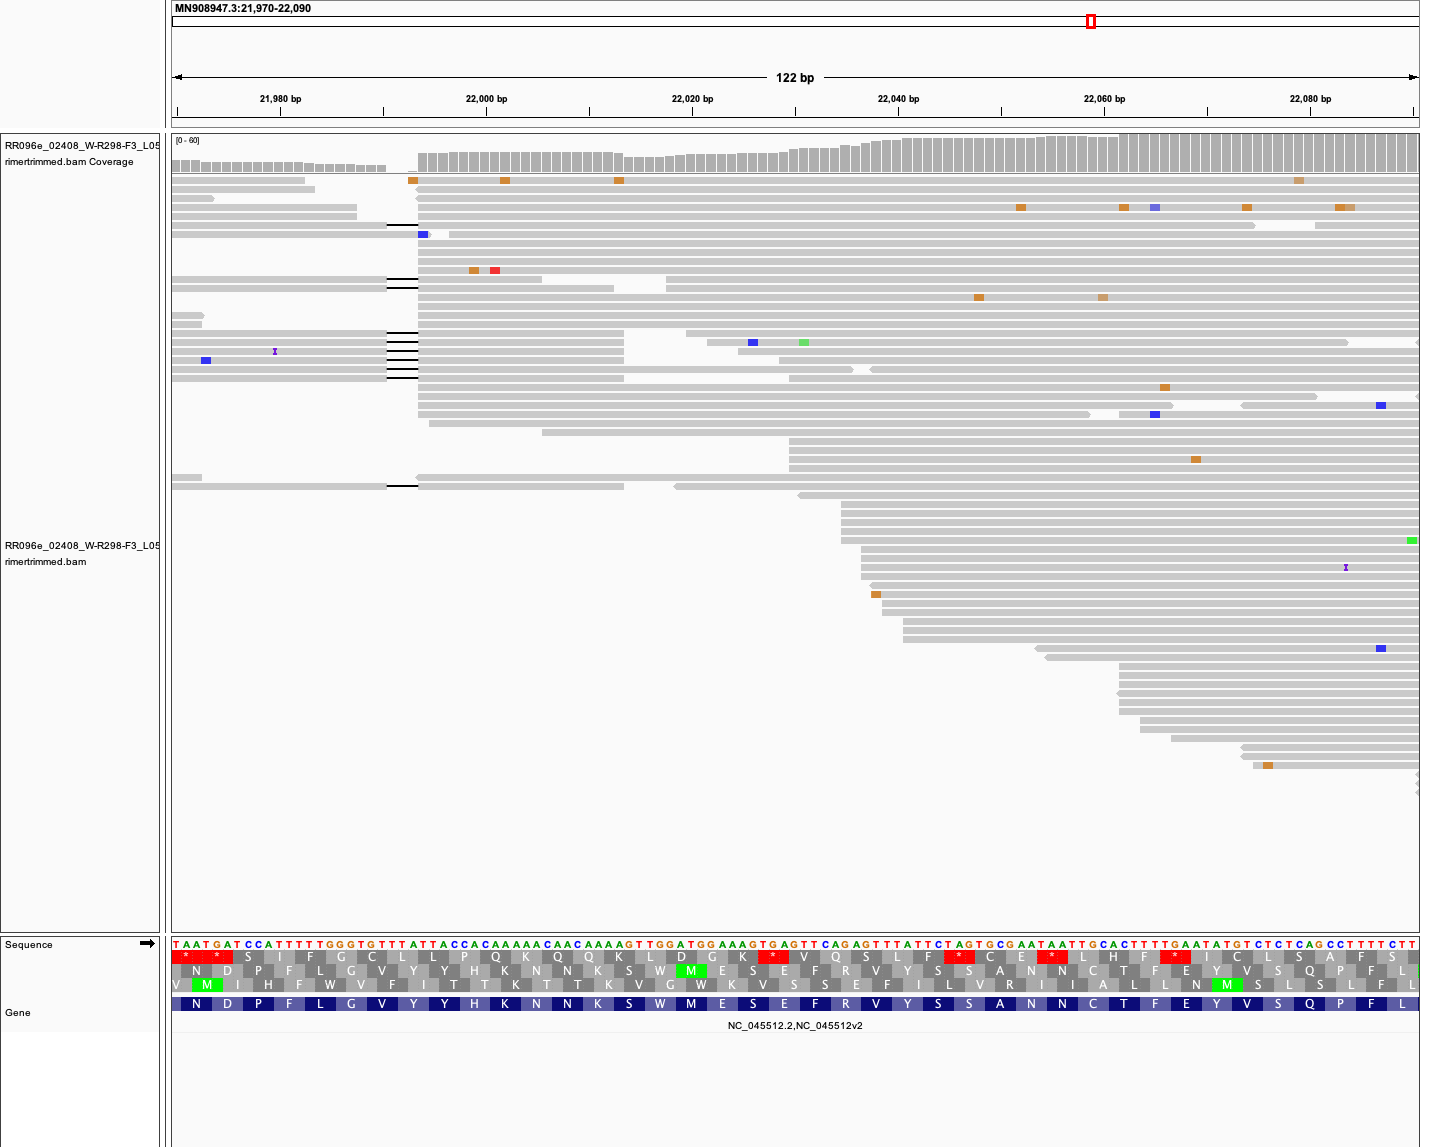 MN908947.3:21,970-22,090
122 bp
21,980 bp 22,000 bp 22,020 bp 22,040 bp 22,060 bp 22,080 bp
RR096e_02408_W-R298-F3_L05
rimertrimmed.bam Coverage
[0 - 60]
RR096e_02408_W-R298-F3_L05
rimertrimmed.bam
Sequence
T A A T G A T C C A T T T T T G G G T G T T T A T T A C C A C A A A A A C A A C A A A A G T T G G A T G G A A A G T G A G T T C A G A G T T T A T T C T A G T G C G A A T A A T T G C A C T T T T G A A T A T G T C T C T C A G C C T T T T C T T
* * S I F G C L L P Q K Q Q K L D G K * V Q S L F * C E * L H F * I C L S A F S
N D P F L G V Y Y H K N N K S W M E S E F R V Y S S A N N C T F E Y V S Q P F L
V M I H F W V F I T T K T T K V G W K V S S E F I L V R I I A L L N M S L S L F L
Gene
N D P F L G V Y Y H K N N K S W M E S E F R V Y S S A N N C T F E Y V S Q P F L
NC_045512.2,NC_045512v2